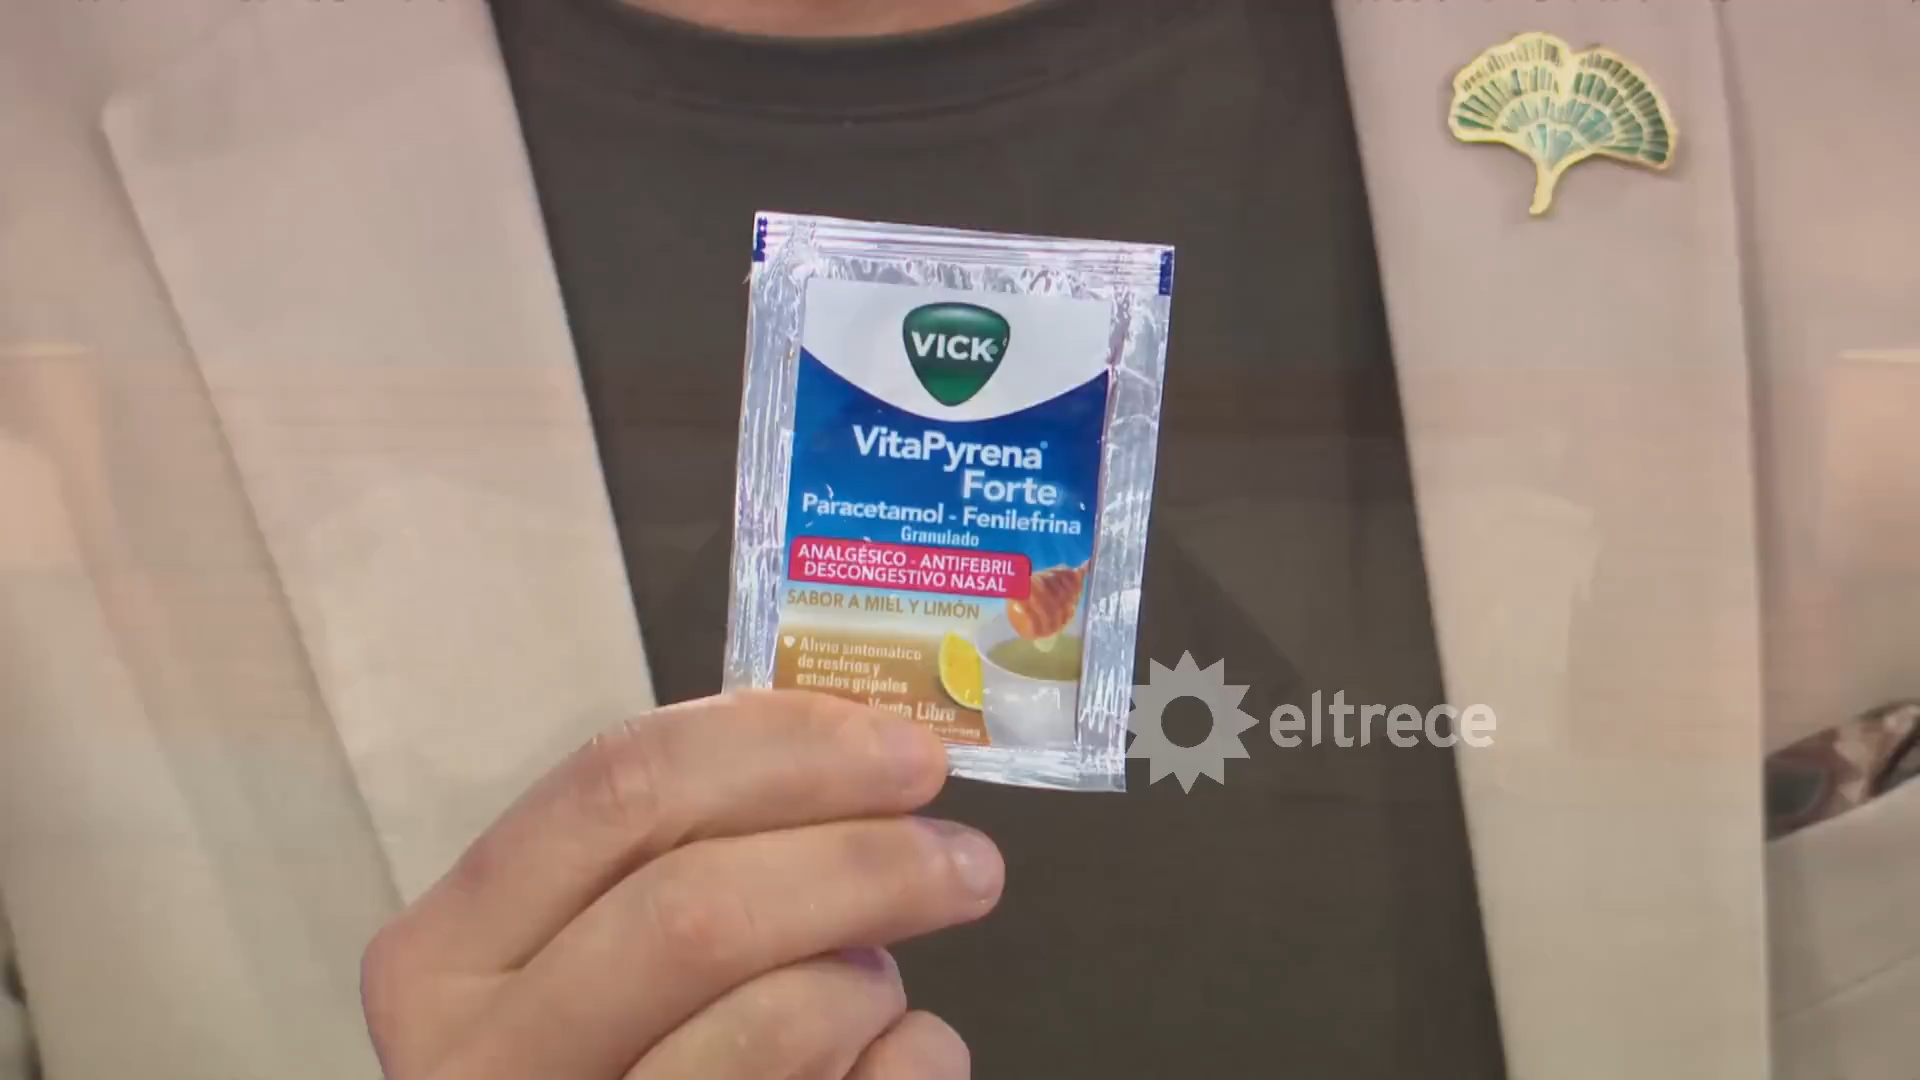 VICK
VitaPyrena
Forte
Paracetamol - Fenilefrina
Granulado
ANALGÉSICO - ANTIFEBRIL
DESCONGESTIVO NASAL
SABOR A MIEL Y LIMÓN
Alivio sintomático
de resfríos y
estados gripales
Venta Libre
eltrece